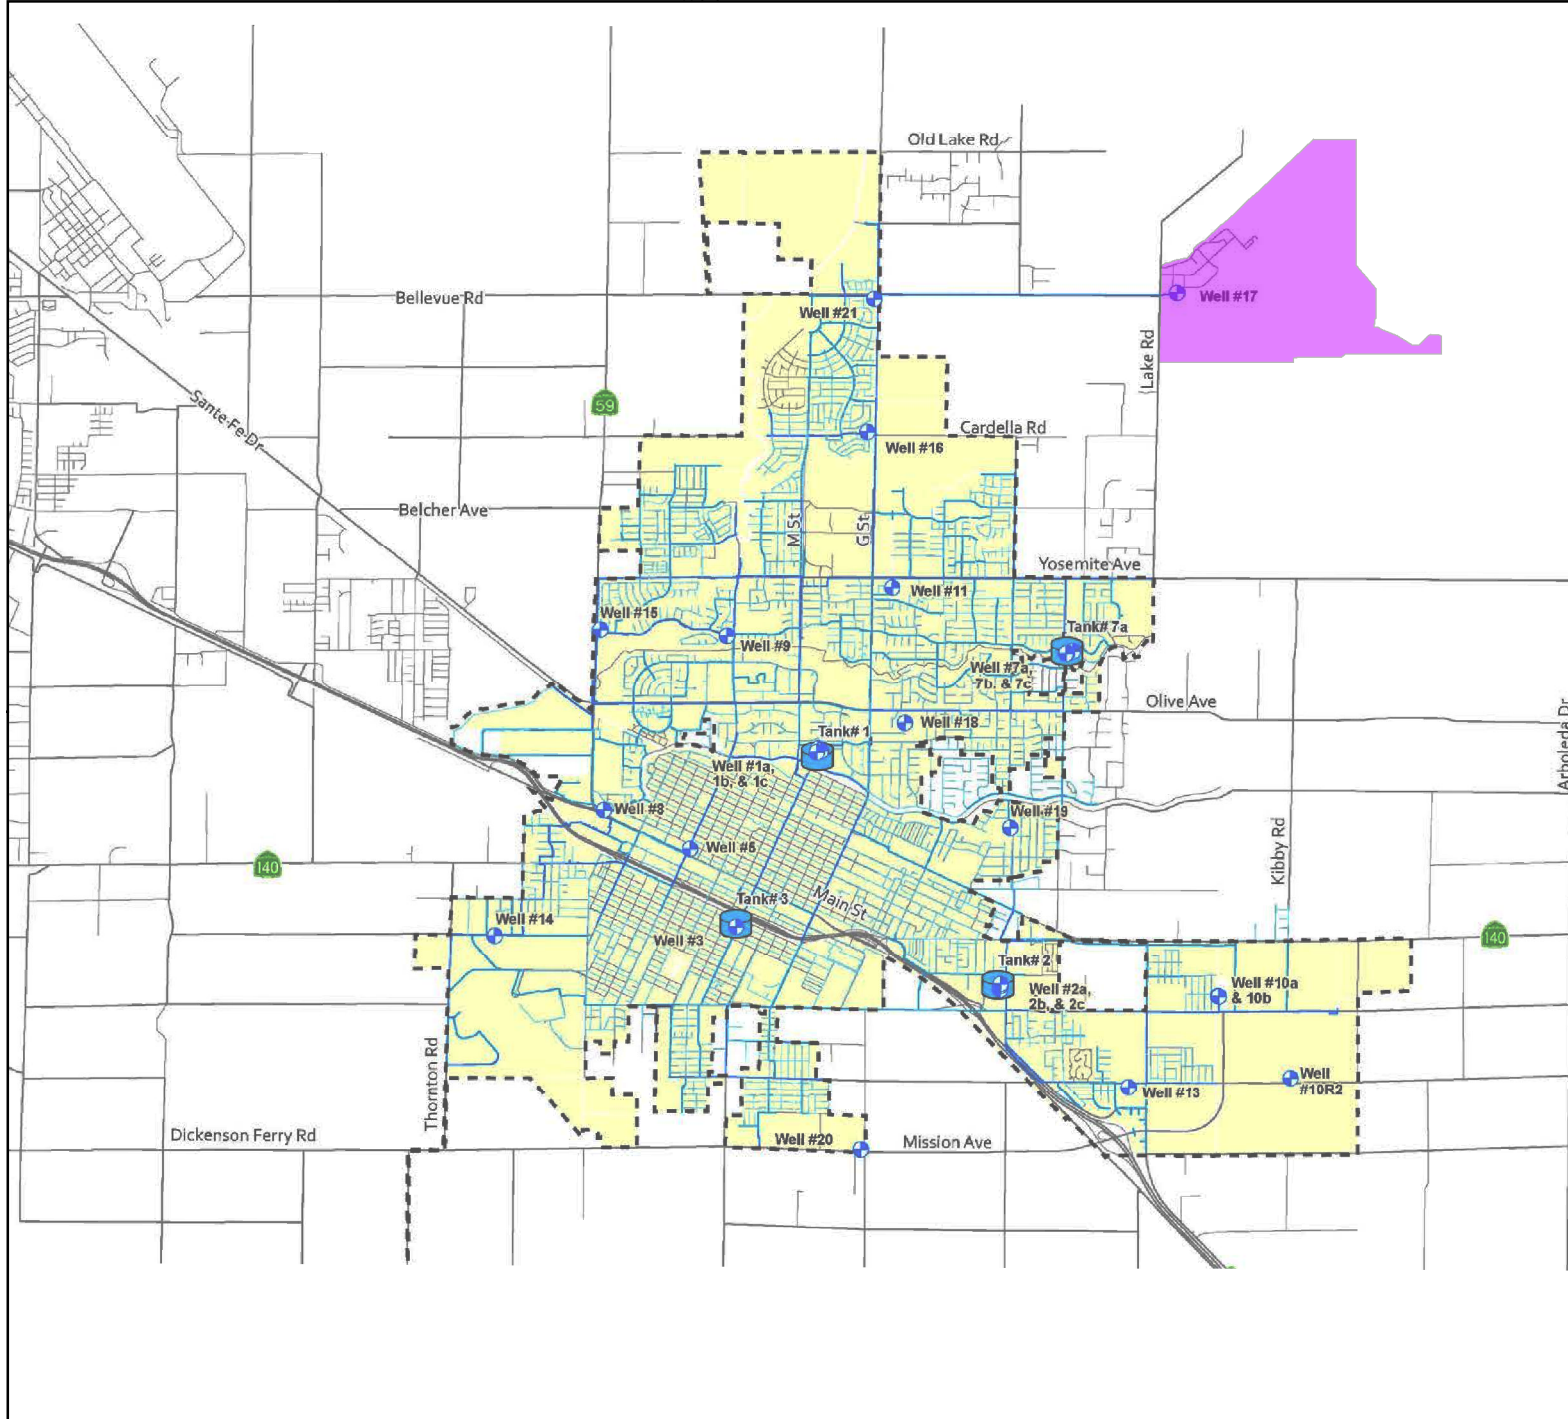 Old Lake Rd
Bellevue Rd
Well #21
Well #17
Lake Rd
59
Sante Fe Dr
Cardella Rd
Well #16
Belcher Ave
M St
G St
Yosemite Ave
Well #11
Well #15
Tank# 7a
Well #9
Well #7a,
7b, & 7c
Olive Ave
Arboleda Dr
Well #18
Tank# 1
Well #1a,
1b, & 1c
Well #8
Well #19
Well #5
Kibby Rd
140
Tank# 3
Main St
Well #14
Well #3
140
Tank# 2
Well #2a,
2b, & 2c
Well #10a
& 10b
Thornton Rd
Well
#10R2
Well #13
Dickenson Ferry Rd
Well #20
Mission Ave